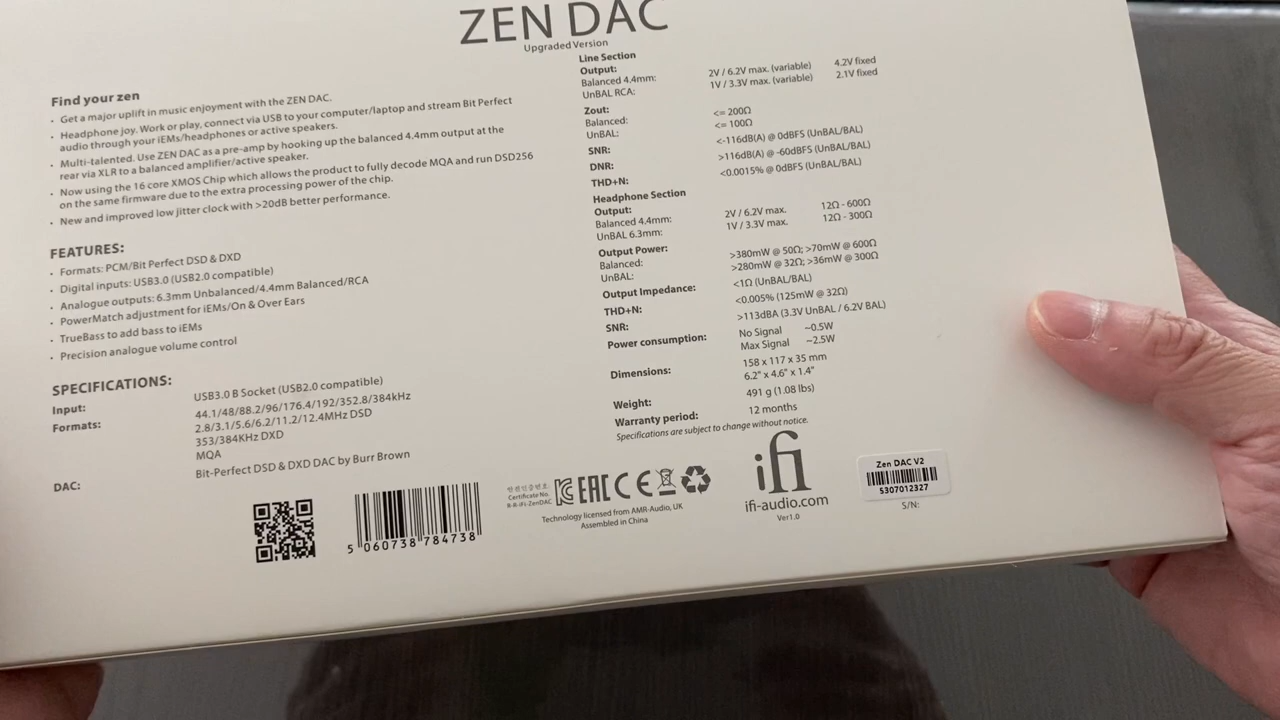 ZEN DAC
Upgraded Version
Find your zen
• Get a major uplift in music enjoyment with the ZEN DAC.
• Headphone joy. Work or play, connect via USB to your computer/laptop and stream Bit Perfect
audio through your iEMs/headphones or active speakers.
• Multi-talented. Use ZEN DAC as a pre-amp by hooking up the balanced 4.4mm output at the
rear via XLR to a balanced amplifier/active speaker.
• Now using the 16 core XMOS Chip which allows the product to fully decode MQA and run DSD256
on the same firmware due to the extra processing power of the chip.
• New and improved low jitter clock with >20dB better performance.
FEATURES:
• Formats: PCM/Bit Perfect DSD & DXD
• Digital inputs: USB3.0 (USB2.0 compatible)
• Analogue outputs: 6.3mm Unbalanced/4.4mm Balanced/RCA
• PowerMatch adjustment for iEMs/On & Over Ears
• TrueBass to add bass to iEMs
• Precision analogue volume control
SPECIFICATIONS:
Input: USB3.0 B Socket (USB2.0 compatible)
Formats: 44.1/48/88.2/96/176.4/192/352.8/384kHz
2.8/3.1/5.6/6.2/11.2/12.4MHz DSD
353/384KHz DXD
MQA
DAC: Bit-Perfect DSD & DXD DAC by Burr Brown
Line Section
Output:
Balanced 4.4mm: 2V / 6.2V max. (variable) 4.2V fixed
UnBAL RCA: 1V / 3.3V max. (variable) 2.1V fixed
Zout:
Balanced: <= 200Ω
UnBAL: <= 100Ω
SNR: <-116dB(A) @ 0dBFS (UnBAL/BAL)
DNR: >116dB(A) @ -60dBFS (UnBAL/BAL)
THD+N: <0.0015% @ 0dBFS (UnBAL/BAL)
Headphone Section
Output:
Balanced 4.4mm: 2V / 6.2V max. 12Ω - 600Ω
UnBAL 6.3mm: 1V / 3.3V max. 12Ω - 300Ω
Output Power:
Balanced: >380mW @ 50Ω; >70mW @ 600Ω
UnBAL: >280mW @ 32Ω; >36mW @ 300Ω
Output Impedance: <1Ω (UnBAL/BAL)
THD+N: <0.005% (125mW @ 32Ω)
SNR: >113dBA (3.3V UnBAL / 6.2V BAL)
Power consumption: No Signal ~0.5W
Max Signal ~2.5W
Dimensions: 158 x 117 x 35 mm
6.2" x 4.6" x 1.4"
Weight: 491 g (1.08 lbs)
Warranty period: 12 months
Specifications are subject to change without notice.
5 060738 784738
Certificate No.
EAC CE
Technology licensed from AMR-Audio, UK
Assembled in China
ifi
ifi-audio.com
Ver1.0
Zen DAC V2
5307012327
S/N: